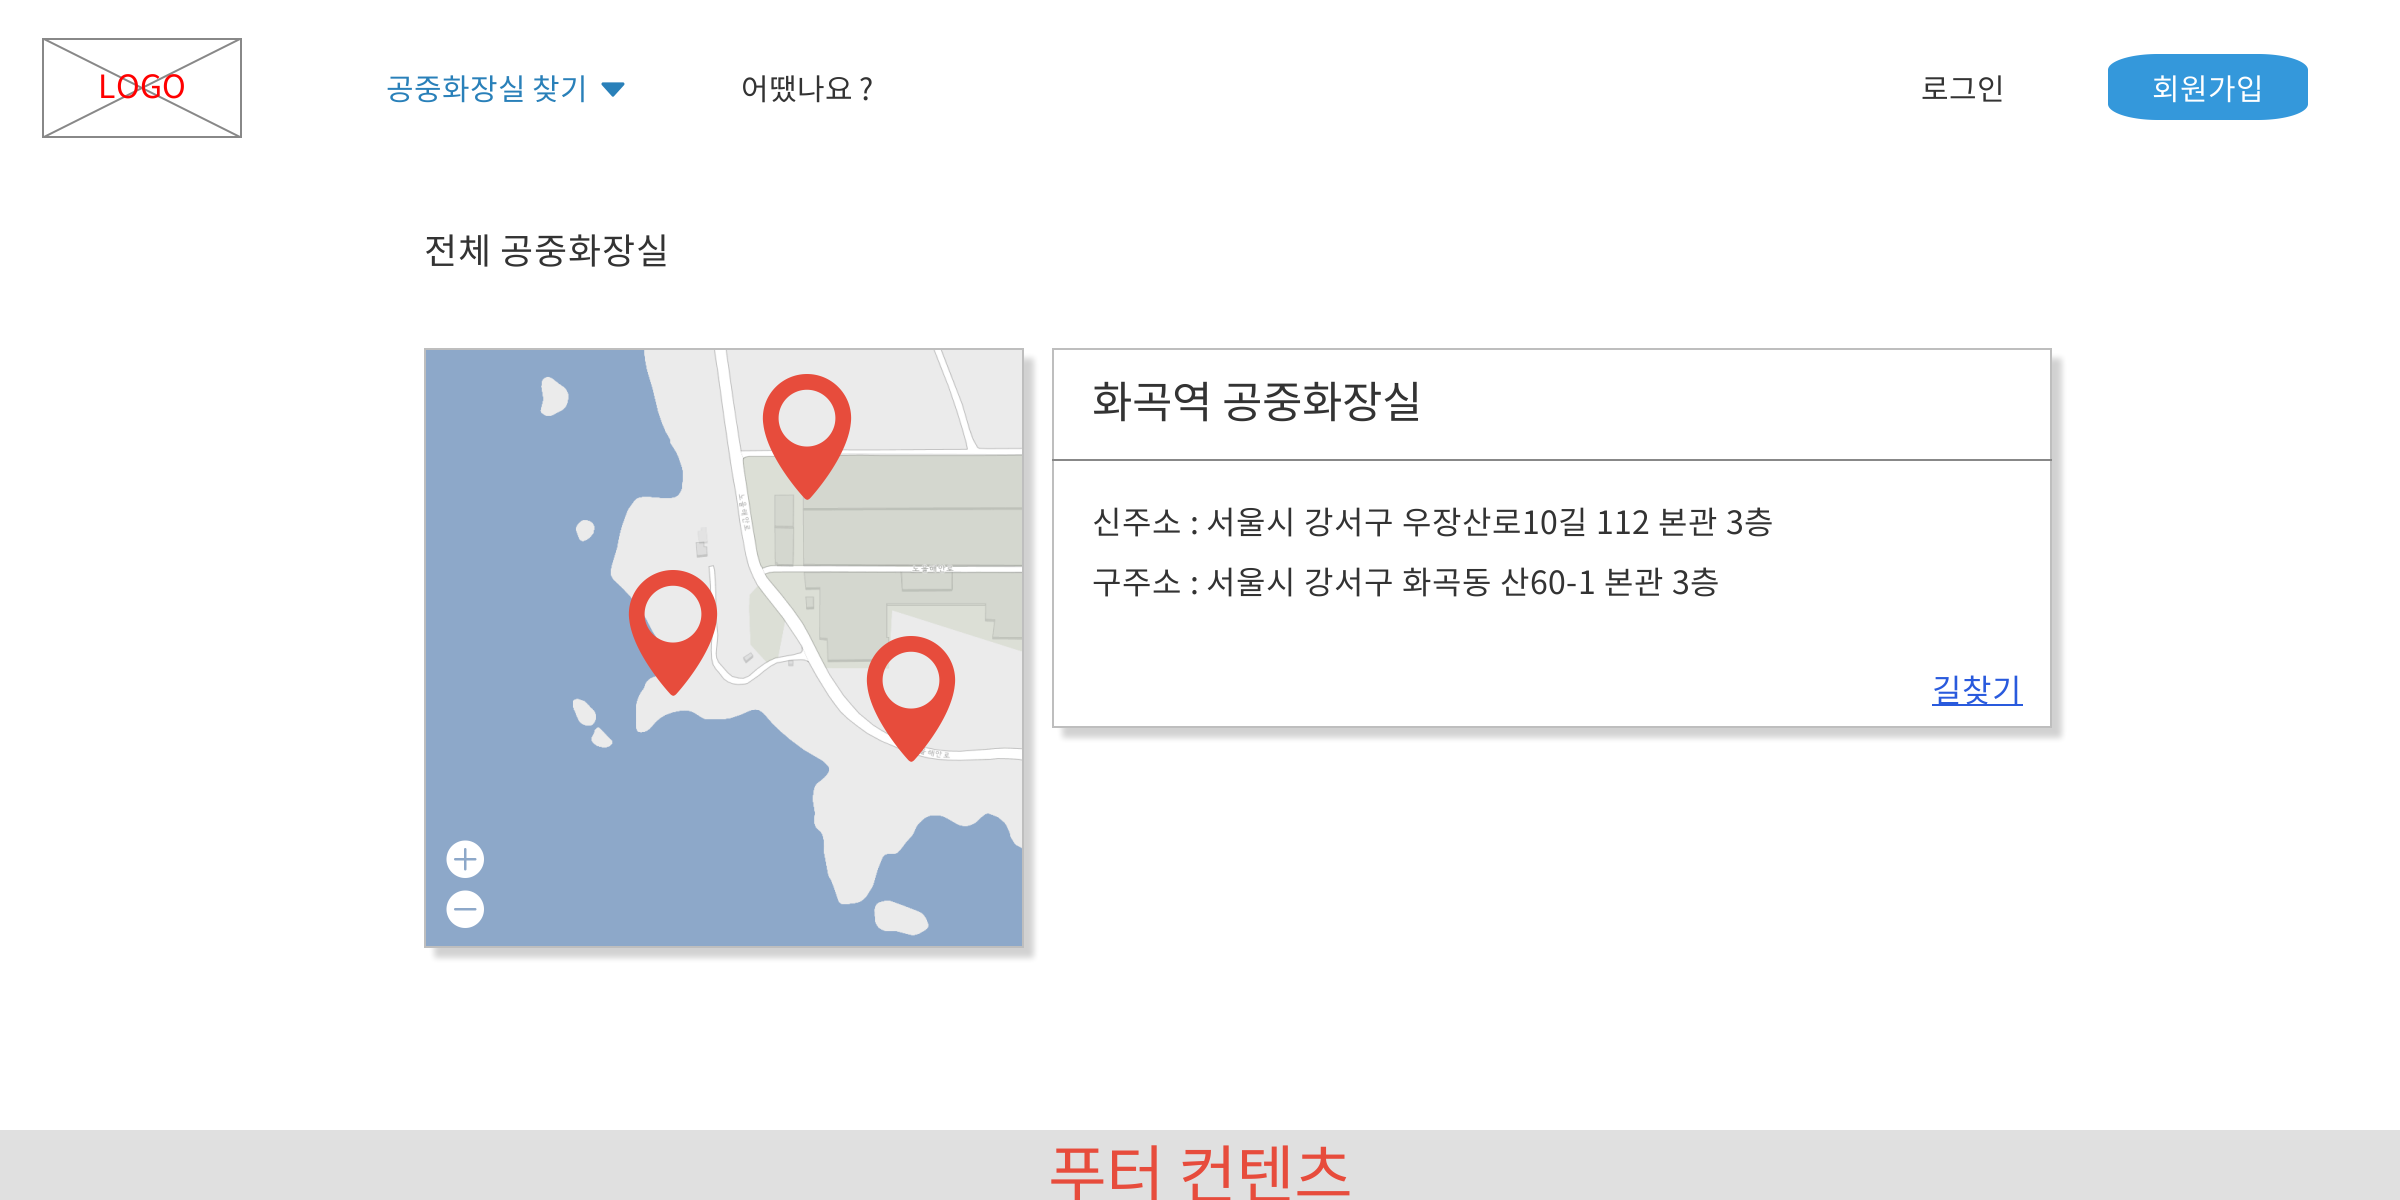 LOGO
공중화장실 찾기
어땠나요 ?
로그인
회원가입
전체 공중화장실
화곡역 공중화장실
신주소 : 서울시 강서구 우장산로10길 112 본관 3층
구주소 : 서울시 강서구 화곡동 산60-1 본관 3층
길찾기
푸터 컨텐츠